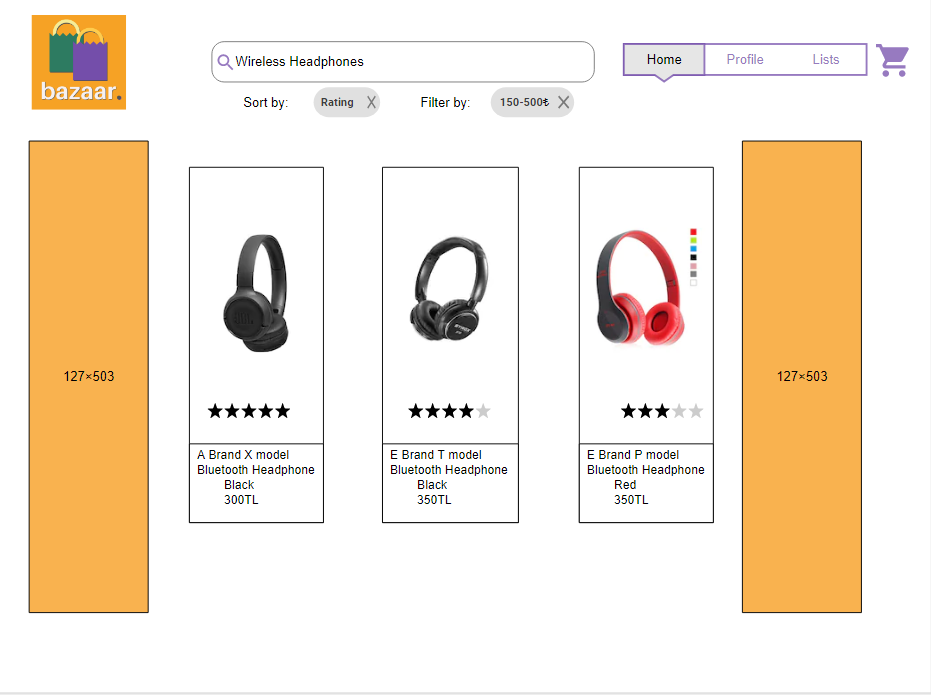 bazaar.
Wireless Headphones
Home
Profile
Lists
Sort by:
Rating X
Filter by:
150-500₺ X
127×503
127×503
A Brand X model
Bluetooth Headphone
Black
300TL
E Brand T model
Bluetooth Headphone
Black
350TL
E Brand P model
Bluetooth Headphone
Red
350TL